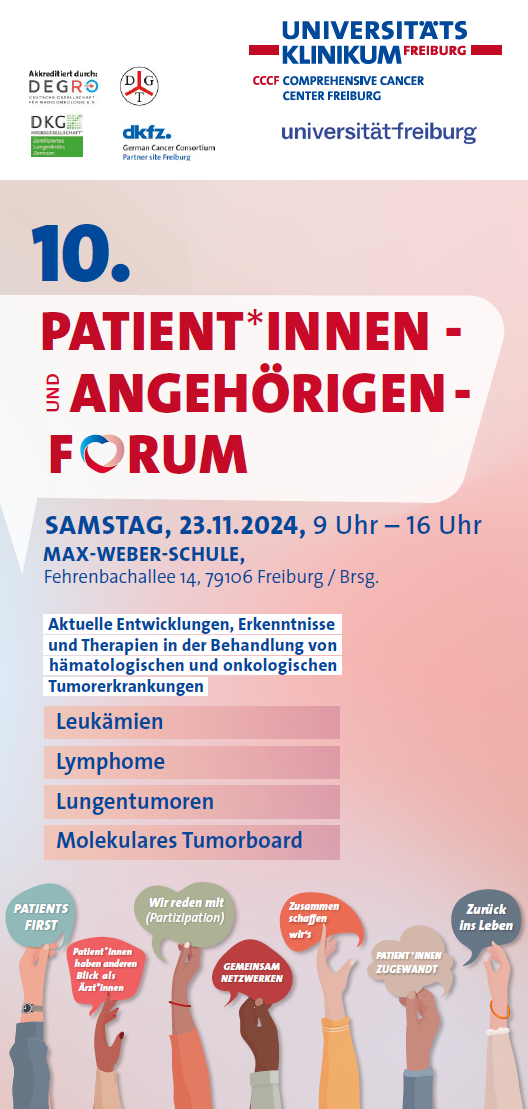 UNIVERSITÄTS
KLINIKUM FREIBURG
CCCF COMPREHENSIVE CANCER
CENTER FREIBURG
Akkreditiert durch:
DEGRO
DEUTSCHE GESELLSCHAFT
FÜR RADIOONKOLOGIE E.V.
D G
T
DKG
KREBSGESELLSCHAFT
Zertifiziertes
Lungenkrebs
Zentrum
dkfz.
German Cancer Consortium
Partner site Freiburg
universität freiburg
10.
PATIENT*INNEN -
UND ANGEHÖRIGEN -
FORUM
SAMSTAG, 23.11.2024, 9 Uhr – 16 Uhr
MAX-WEBER-SCHULE,
Fehrenbachallee 14, 79106 Freiburg / Brsg.
Aktuelle Entwicklungen, Erkenntnisse
und Therapien in der Behandlung von
hämatologischen und onkologischen
Tumorerkrankungen
Leukämien
Lymphome
Lungentumoren
Molekulares Tumorboard
PATIENTS
FIRST
Patient*innen
haben anderen
Blick als
Ärzt*innen
Wir reden mit
(Partizipation)
GEMEINSAM
NETZWERKEN
Zusammen
schaffen
wir's
PATIENT*INNEN
ZUGEWANDT
Zurück
ins Leben